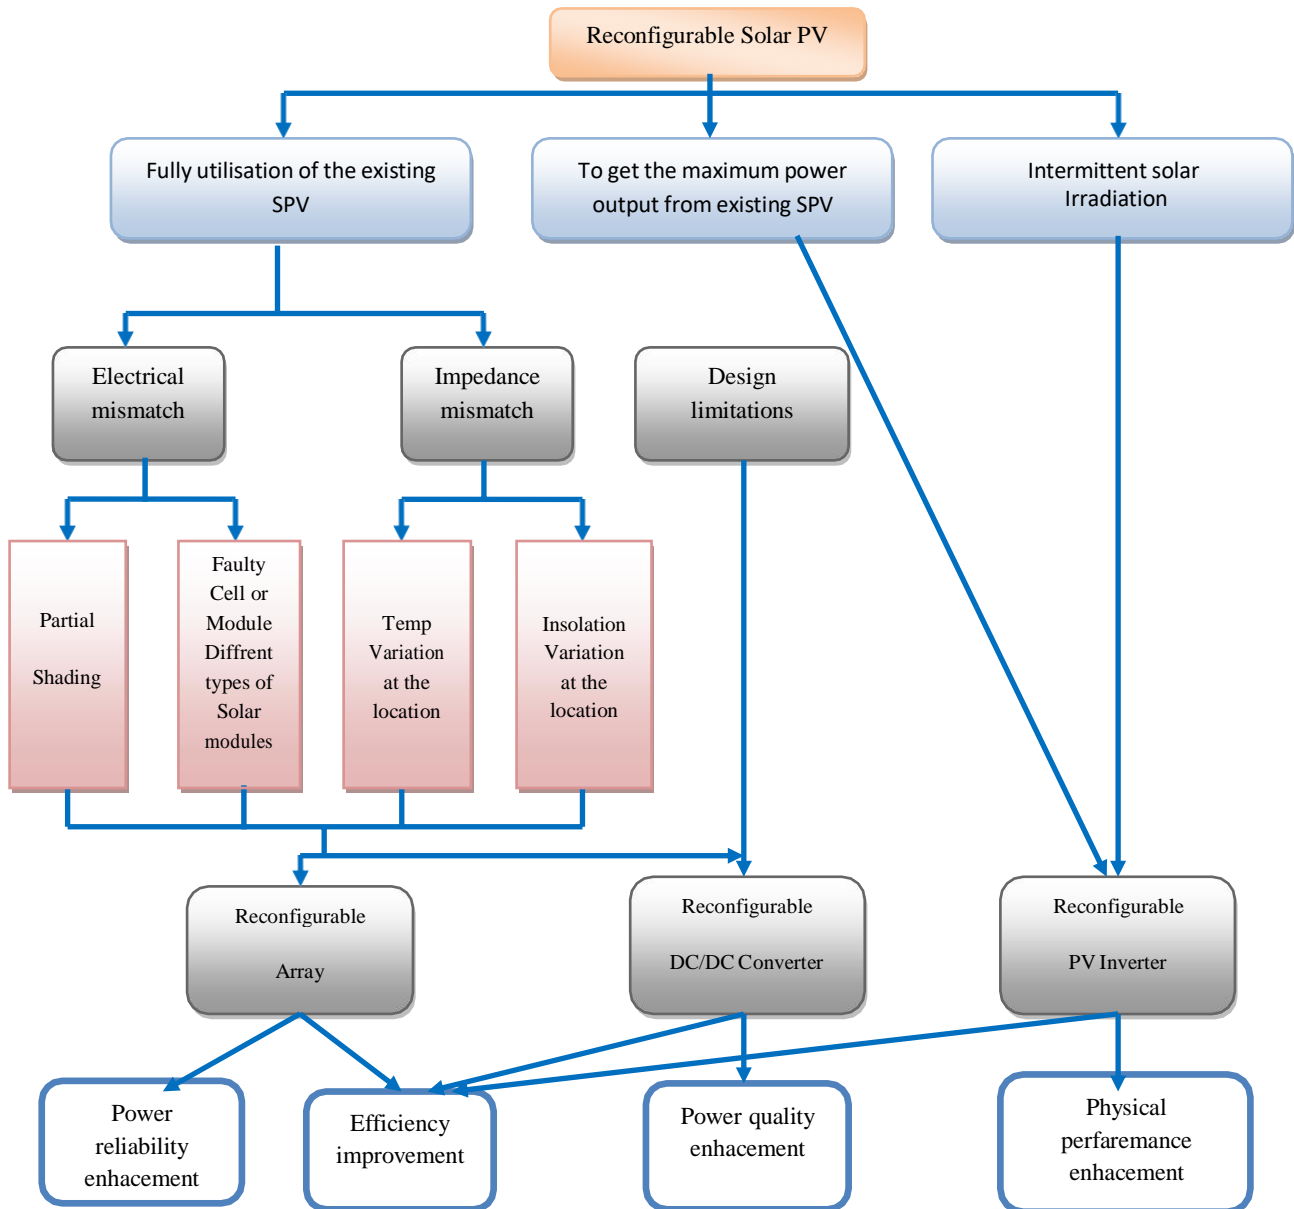 Reconfigurable Solar PV
Fully utilisation of the existing
SPV
To get the maximum power
output from existing SPV
Intermittent solar
Irradiation
Electrical
mismatch
Impedance
mismatch
Design
limitations
Partial
Shading
Faulty
Cell or
Module
Diffrent
types of
Solar
modules
Temp
Variation
at the
location
Insolation
Variation
at the
location
Reconfigurable
Array
Reconfigurable
DC/DC Converter
Reconfigurable
PV Inverter
Power
reliability
enhacement
Efficiency
improvement
Power quality
enhacement
Physical
perfaremance
enhacement